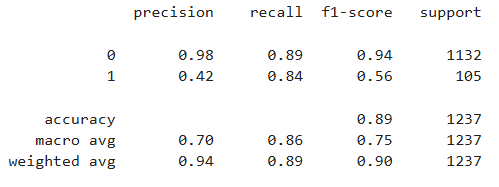 precision recall f1-score support
0 0.98 0.89 0.94 1132
1 0.42 0.84 0.56 105
accuracy 0.89 1237
macro avg 0.70 0.86 0.75 1237
weighted avg 0.94 0.89 0.90 1237